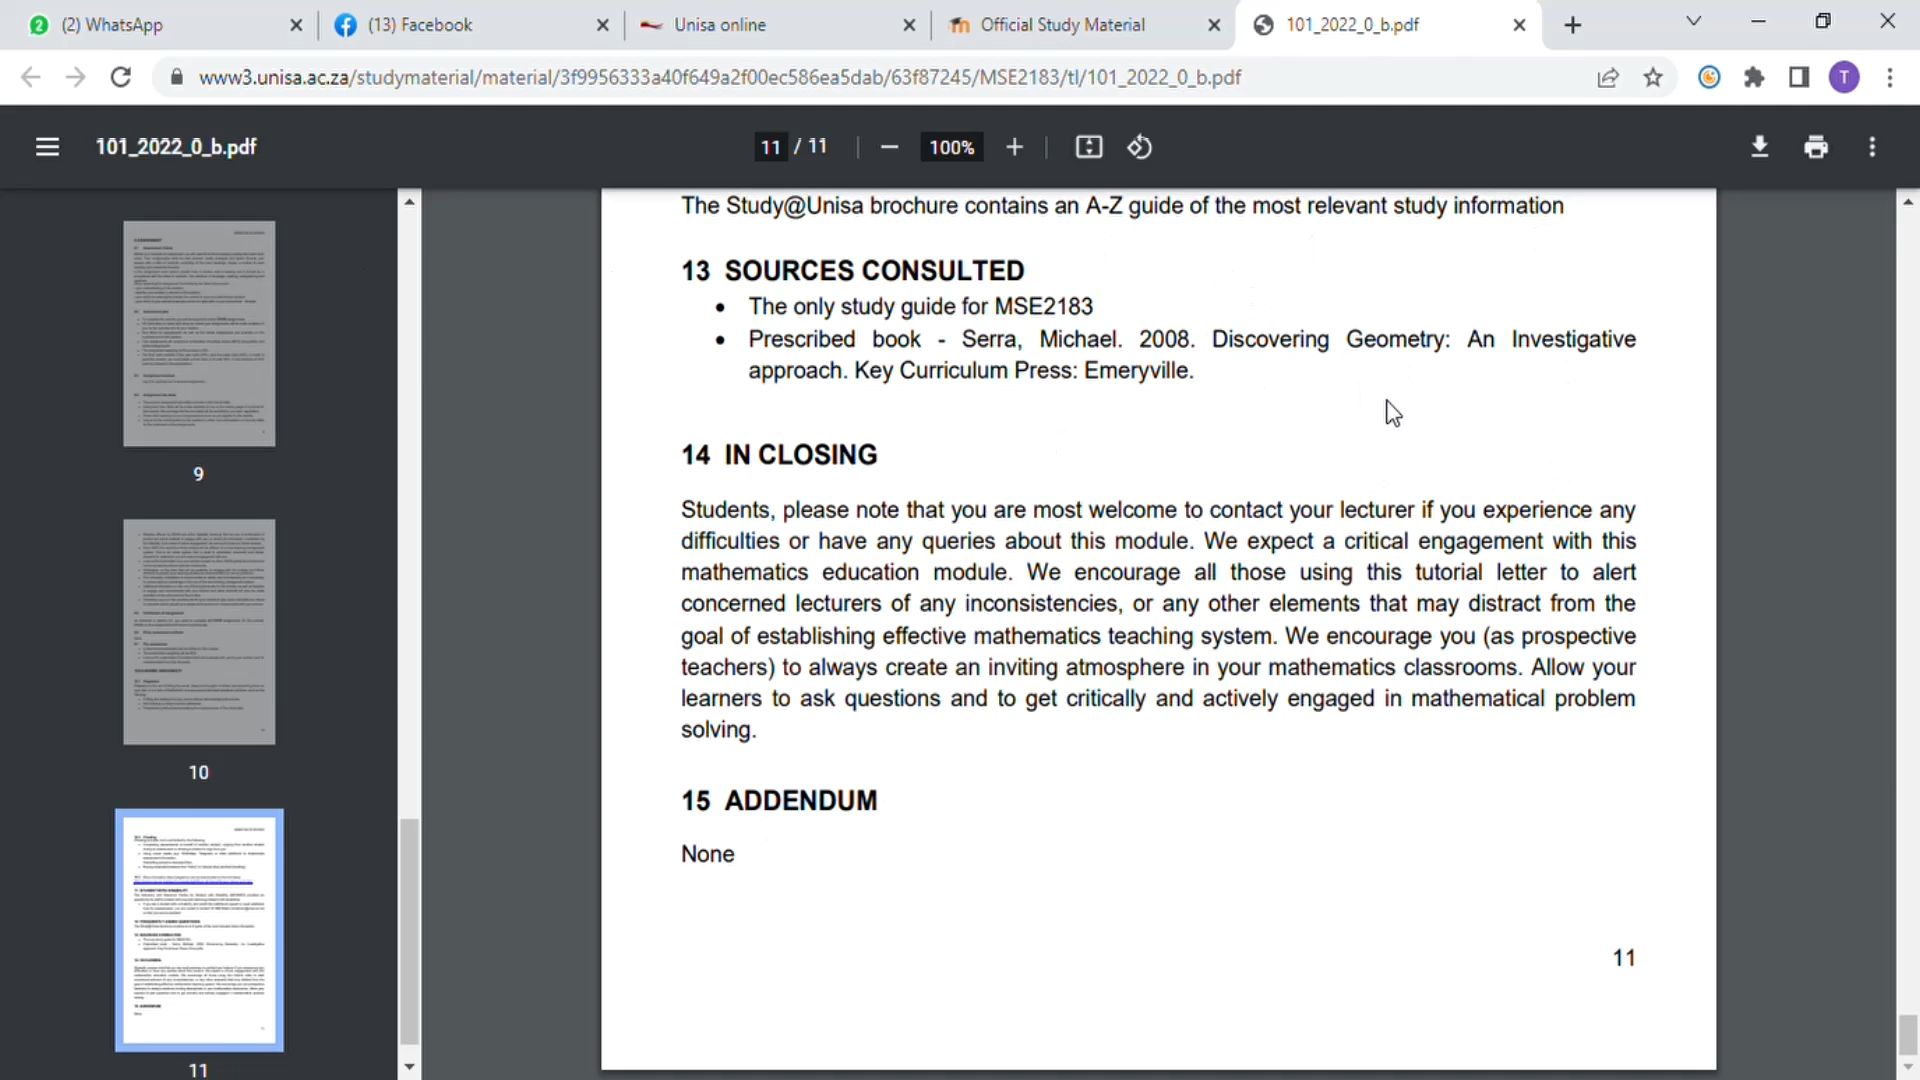 (2) WhatsApp
(13) Facebook
Unisa online
Official Study Material
101_2022_0_b.pdf
www3.unisa.ac.za/studymaterial/material/3f9956333a40f649a2f00ec586ea5dab/63f87245/MSE2183/tl/101_2022_0_b.pdf
T
101_2022_0_b.pdf
11 / 11
100%
9
10
11
The Study@Unisa brochure contains an A-Z guide of the most relevant study information
13 SOURCES CONSULTED
• The only study guide for MSE2183
• Prescribed book - Serra, Michael. 2008. Discovering Geometry: An Investigative
approach. Key Curriculum Press: Emeryville.
14 IN CLOSING
Students, please note that you are most welcome to contact your lecturer if you experience any
difficulties or have any queries about this module. We expect a critical engagement with this
mathematics education module. We encourage all those using this tutorial letter to alert
concerned lecturers of any inconsistencies, or any other elements that may distract from the
goal of establishing effective mathematics teaching system. We encourage you (as prospective
teachers) to always create an inviting atmosphere in your mathematics classrooms. Allow your
learners to ask questions and to get critically and actively engaged in mathematical problem
solving.
15 ADDENDUM
None
11